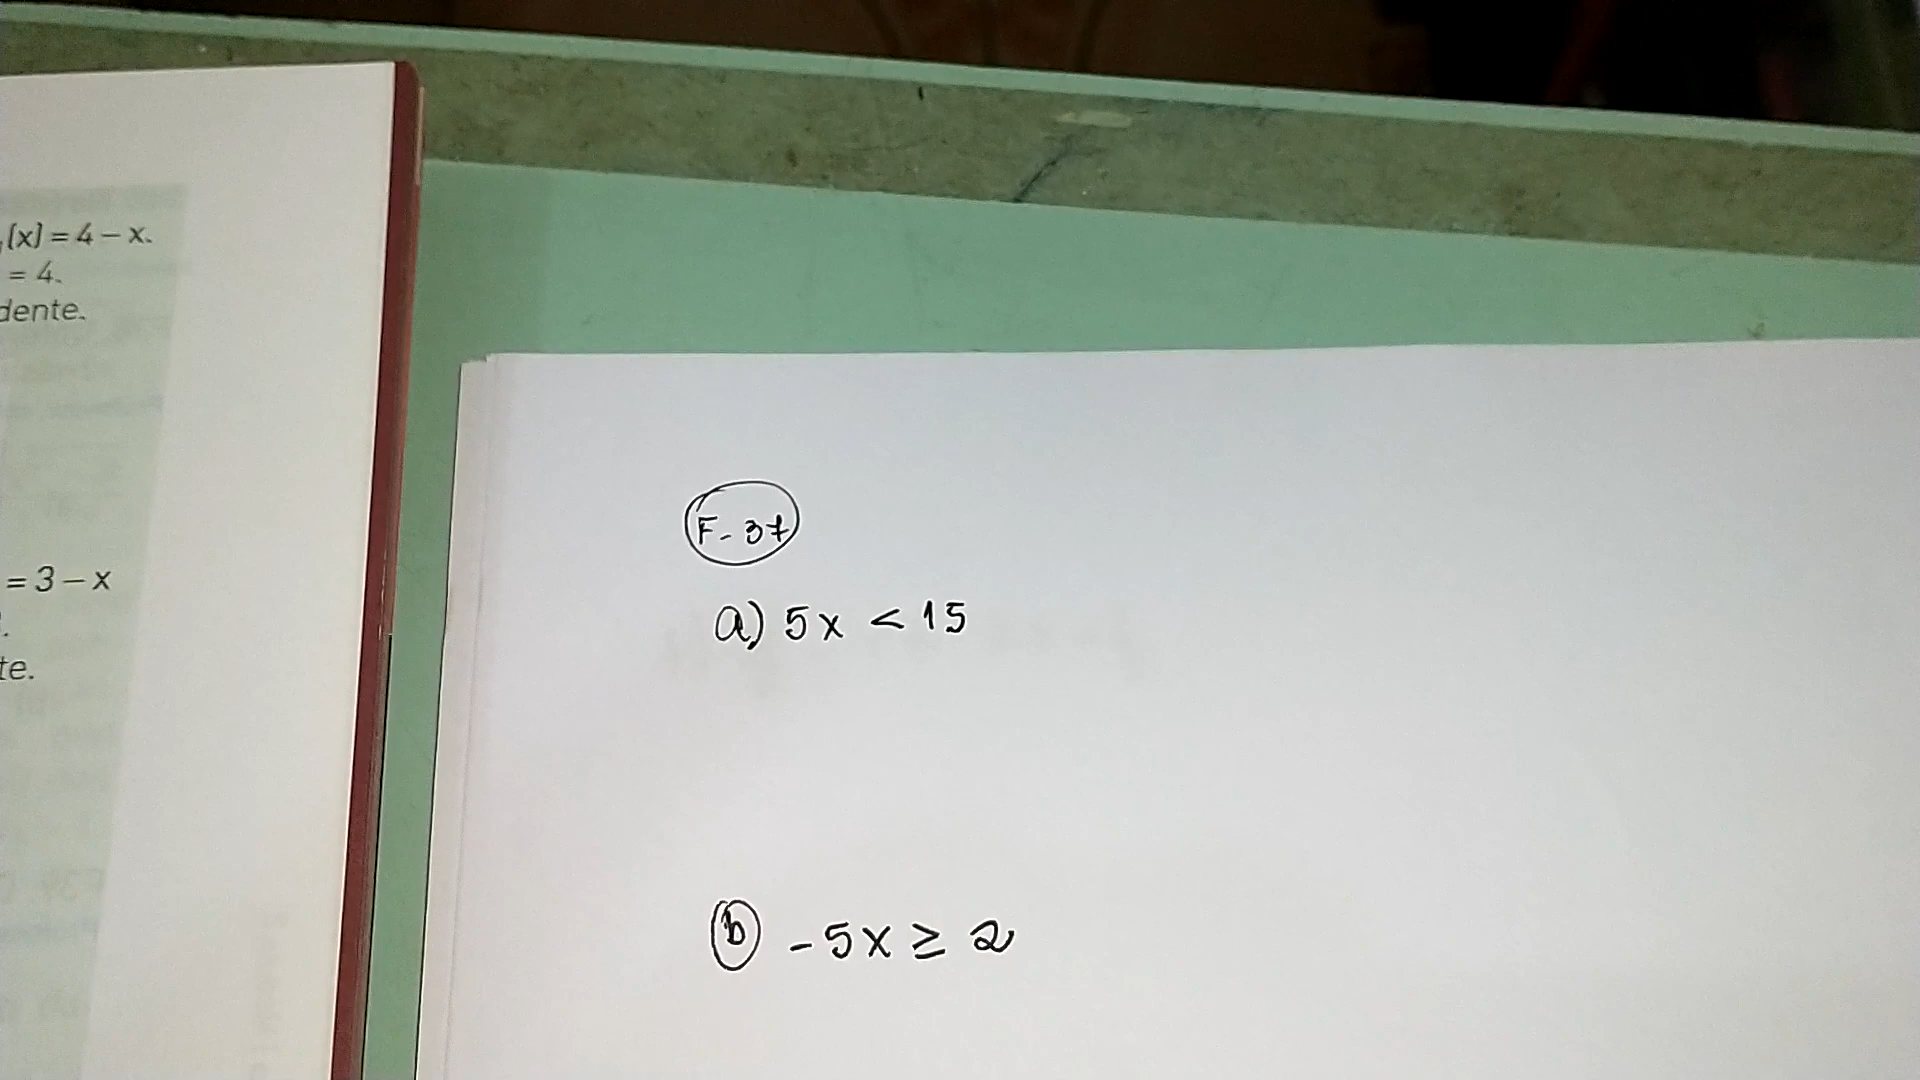 (x) = 4 – x.
= 4.
dente.
= 3 – x
te.
F- 37
a) 5x < 15
b -5x ≥ 2